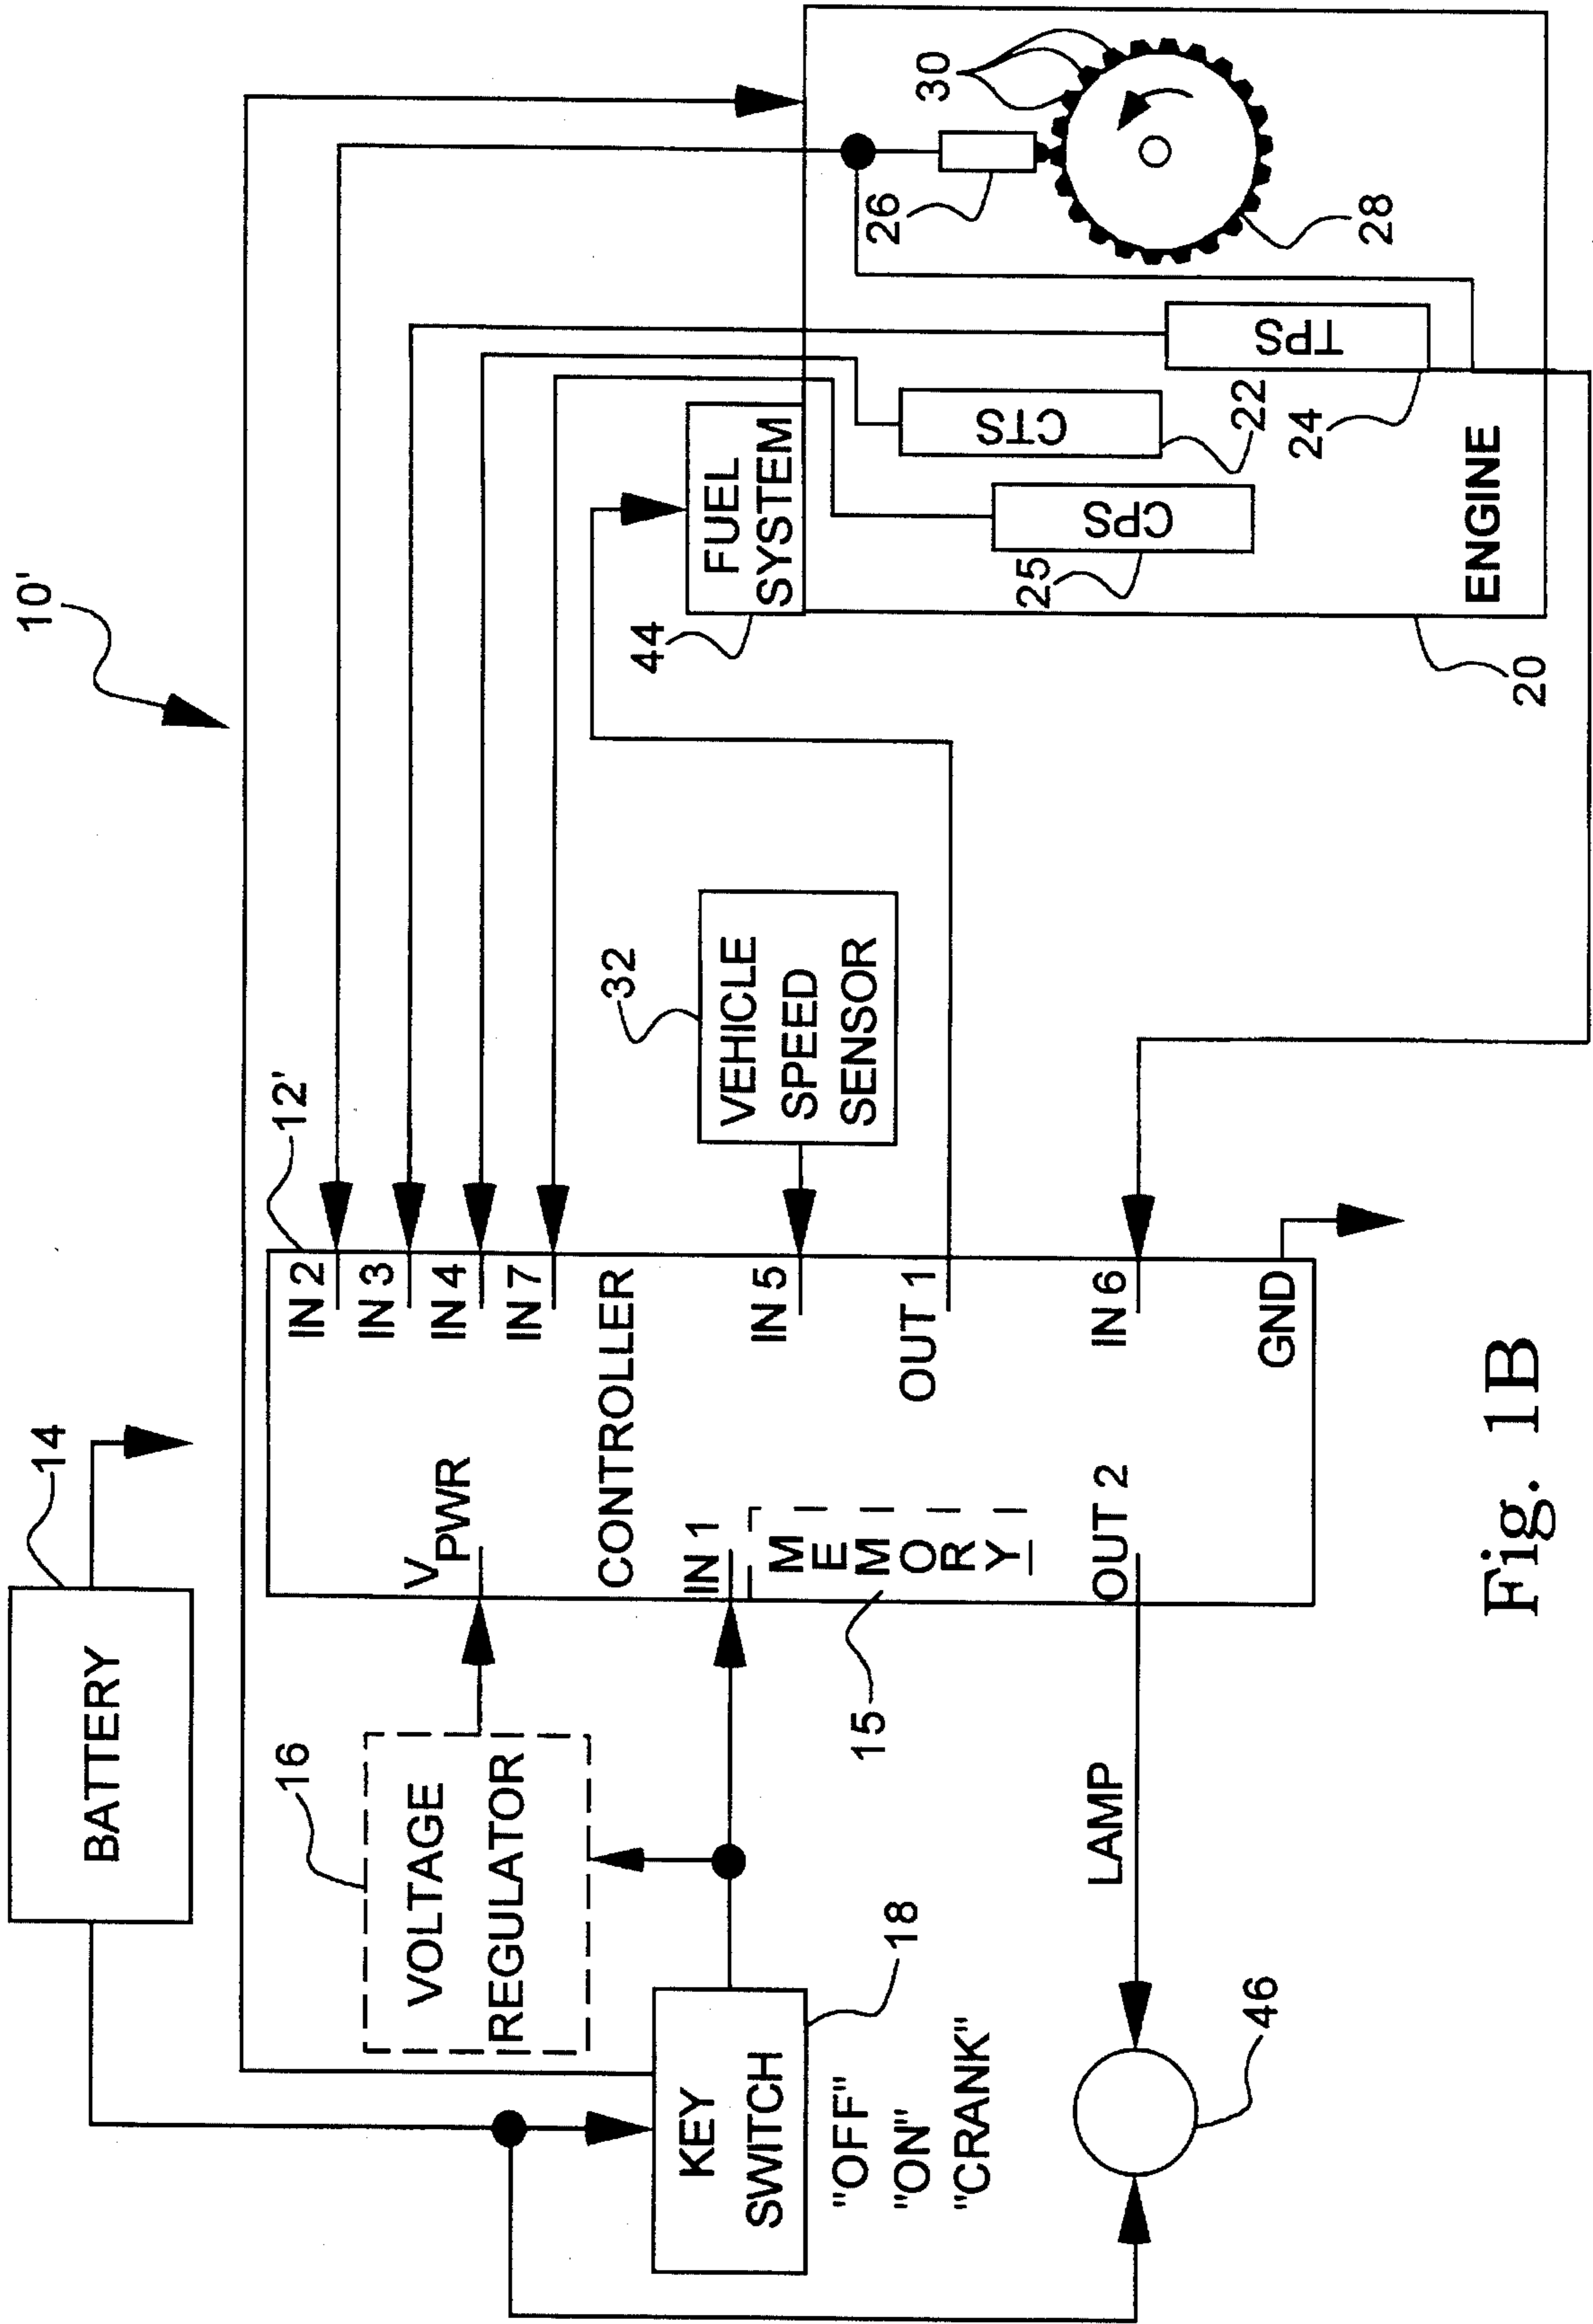 10'
BATTERY
14
12'
16
VOLTAGE
REGULATOR
V
PWR
IN 2
IN 3
IN 4
IN 7
CONTROLLER
IN 1
IN 5
OUT 1
M
E
M
O
R
Y
15
OUT 2
IN 6
GND
KEY
SWITCH
18
"OFF"
"ON"
"CRANK"
LAMP
46
32
VEHICLE
SPEED
SENSOR
44
FUEL
SYSTEM
30
26
28
TPS
CTS
22
24
CPS
25
ENGINE
20
Fig. 1B